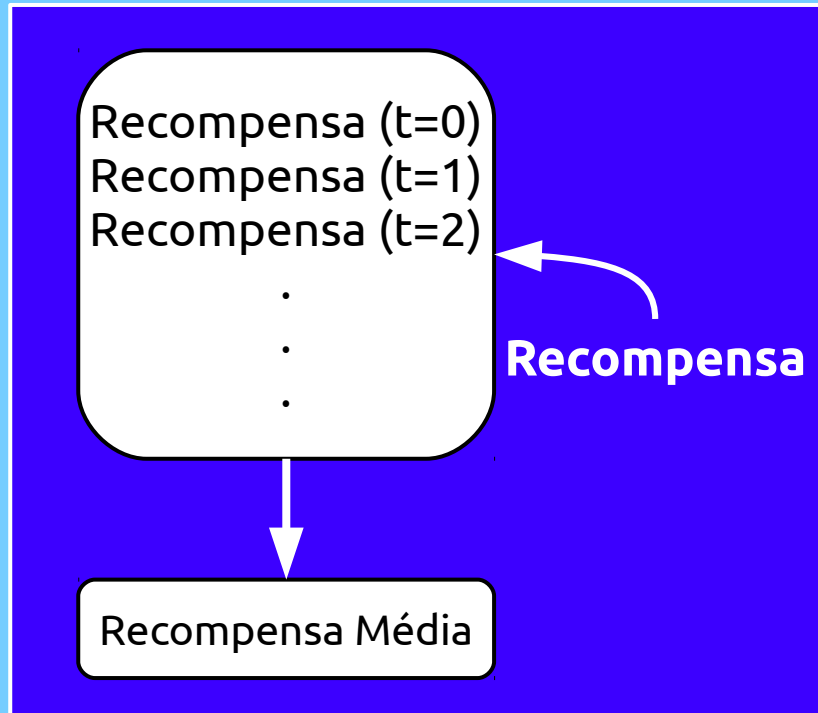 Recompensa (t=0)
Recompensa (t=1)
Recompensa (t=2)
.
.
.
Recompensa
Recompensa Média